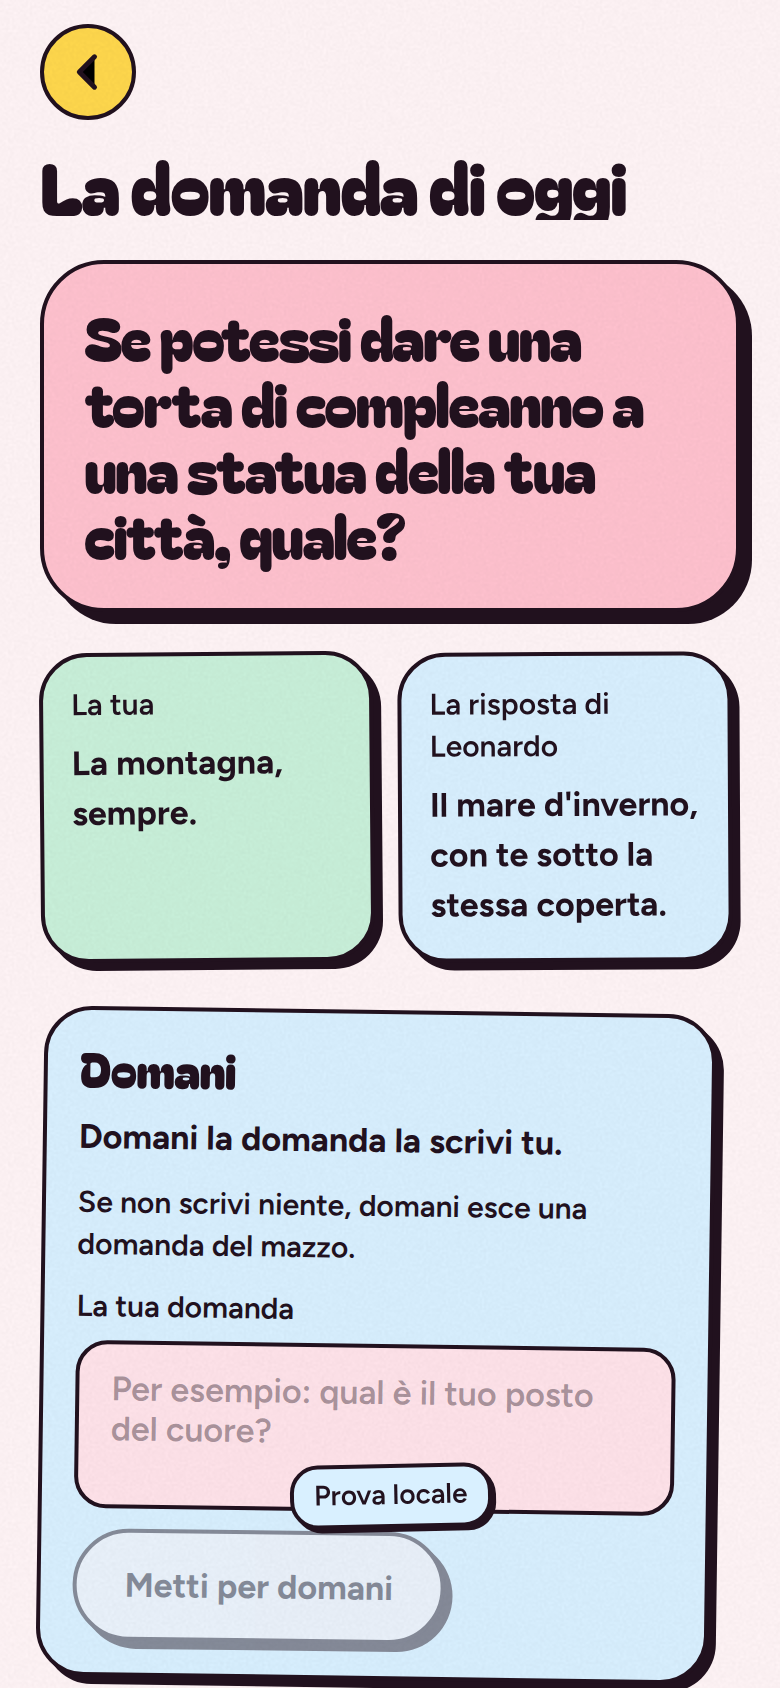 La domanda di oggi
Se potessi dare una
torta di compleanno a
una statua della tua
città, quale?
La tua
La montagna,
sempre.
La risposta di
Leonardo
Il mare d'inverno,
con te sotto la
stessa coperta.
Domani
Domani la domanda la scrivi tu.
Se non scrivi niente, domani esce una
domanda del mazzo.
La tua domanda
Per esempio: qual è il tuo posto
del cuore?
Prova locale
Metti per domani